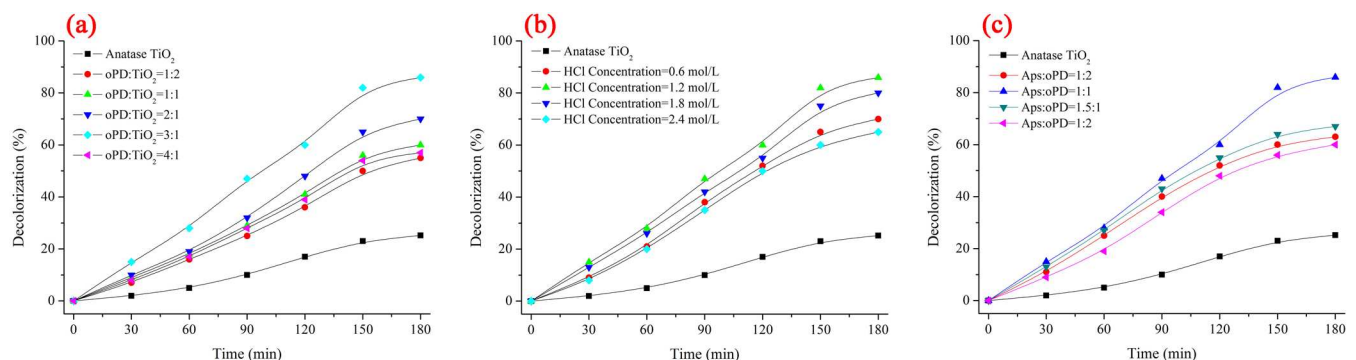 (a)
Anatase TiO₂
oPD:TiO₂=1:2
oPD:TiO₂=1:1
oPD:TiO₂=2:1
oPD:TiO₂=3:1
oPD:TiO₂=4:1
Decolorization (%)
100
80
60
40
20
0
0 30 60 90 120 150 180
Time (min)
(b)
Anatase TiO₂
HCl Concentration=0.6 mol/L
HCl Concentration=1.2 mol/L
HCl Concentration=1.8 mol/L
HCl Concentration=2.4 mol/L
Decolorization (%)
100
80
60
40
20
0
0 30 60 90 120 150 180
Time (min)
(c)
Anatase TiO₂
Aps:oPD=1:2
Aps:oPD=1:1
Aps:oPD=1.5:1
Aps:oPD=1:2
Decolorization (%)
100
80
60
40
20
0
0 30 60 90 120 150 180
Time (min)